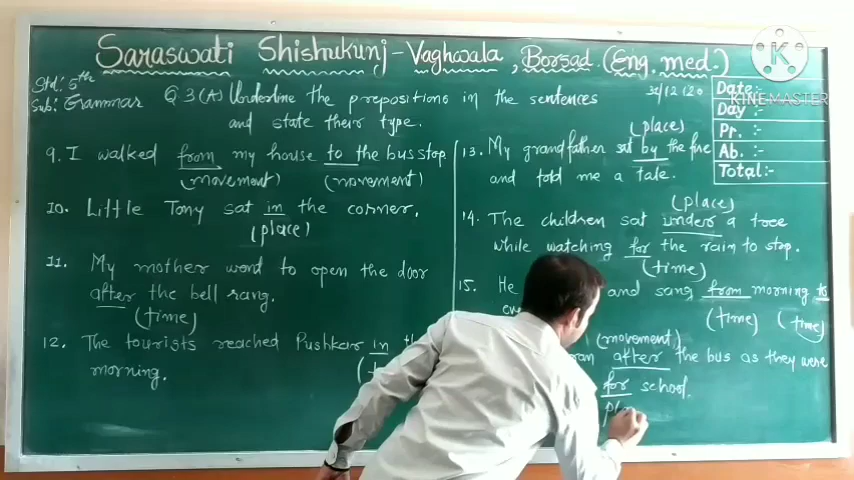 Saraswati Shishukunj-Vaghwala, Borsad. (Eng. med.)
Std: 5th
Sub: Grammar
Q 3 (A) Underline the prepositions in the sentences
and state their type.
/12/20
Date:-
Day:-
Pr. :-
Ab. :-
Total:-
K
KINEMASTER
9. I walked from my house to the bus stop
(movement) (movement)
10. Little Tony sat in the corner.
(place)
11. My mother went to open the door
after the bell rang.
(time)
12. The tourists reached Pushkar in
morning.
(place)
13. My grandfather sat by the fire
and told me a tale.
(place)
14. The children sat under a tree
while watching for the rain to stop.
(time)
15. He and sang from morning to
(time) (time)
(movement)
ran after the bus as they were
for school.